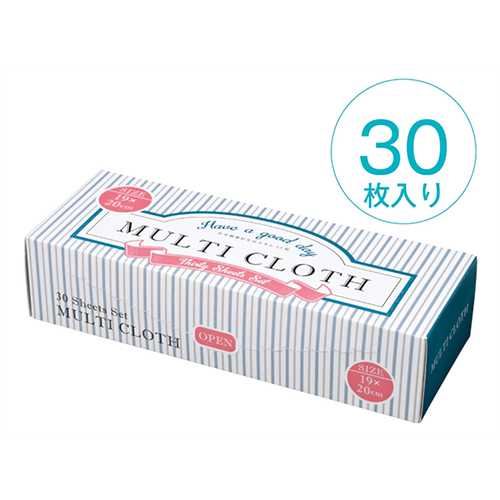 30
枚入り
SIZE
19×
20cm
Have a good day
MULTI CLOTH
Thirty Sheets Set
30 Sheets Set
MULTI CLOTH
OPEN
SIZE
19×
20cm
MULTI CLOTH